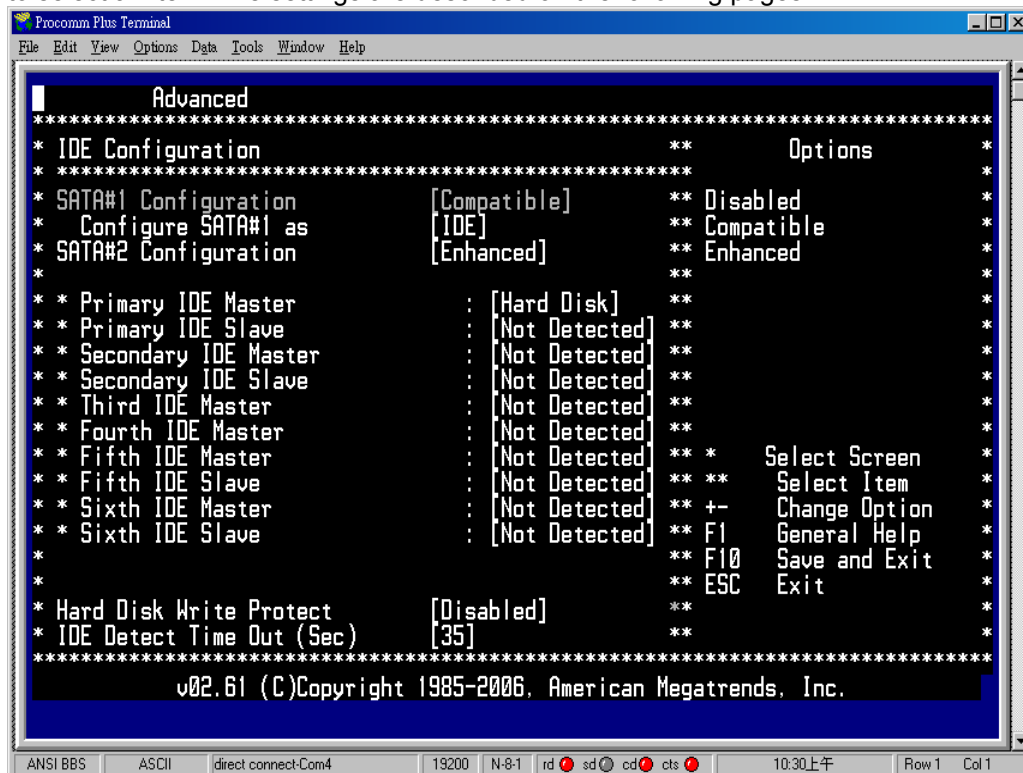 Procomm Plus Terminal
File Edit View Options Data Tools Window Help
Advanced
*********************************************************************************
* IDE Configuration ** Options *
* ****************************************************** *
* SATA#1 Configuration [Compatible] ** Disabled *
* Configure SATA#1 as [IDE] ** Compatible *
* SATA#2 Configuration [Enhanced] ** Enhanced *
* ** *
* * Primary IDE Master : [Hard Disk] ** *
* * Primary IDE Slave : [Not Detected] ** *
* * Secondary IDE Master : [Not Detected] ** *
* * Secondary IDE Slave : [Not Detected] ** *
* * Third IDE Master : [Not Detected] ** *
* * Fourth IDE Master : [Not Detected] ** *
* * Fifth IDE Master : [Not Detected] ** * Select Screen *
* * Fifth IDE Slave : [Not Detected] ** ** Select Item *
* * Sixth IDE Master : [Not Detected] ** +- Change Option *
* * Sixth IDE Slave : [Not Detected] ** F1 General Help *
* ** F10 Save and Exit *
* ** ESC Exit *
* Hard Disk Write Protect [Disabled] ** *
* IDE Detect Time Out (Sec) [35] ** *
*********************************************************************************
v02.61 (C)Copyright 1985-2006, American Megatrends, Inc.
ANSI BBS ASCII direct connect-Com4 19200 N-8-1 rd sd cd cts 10:30上午 Row 1 Col 1